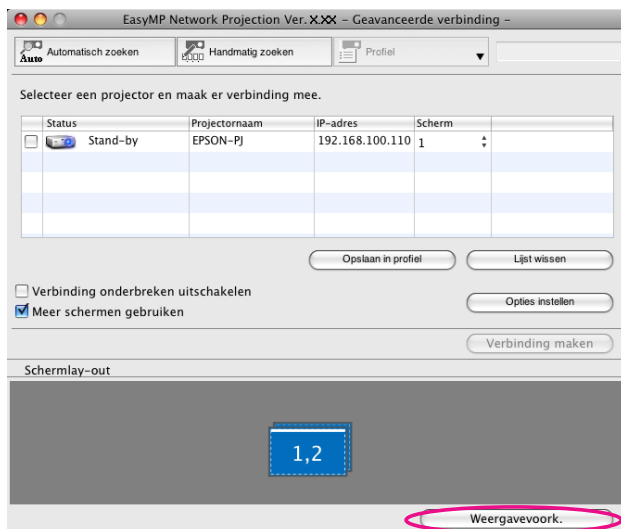 EasyMP Network Projection Ver. X.XX – Geavanceerde verbinding –
Auto Automatisch zoeken Handmatig zoeken Profiel
Selecteer een projector en maak er verbinding mee.
Status Projectornaam IP-adres Scherm
Stand-by EPSON-PJ 192.168.100.110 1
Opslaan in profiel Lijst wissen
Verbinding onderbreken uitschakelen
Opties instellen
Meer schermen gebruiken
Verbinding maken
Schermlay-out
1,2
Weergavevoork.